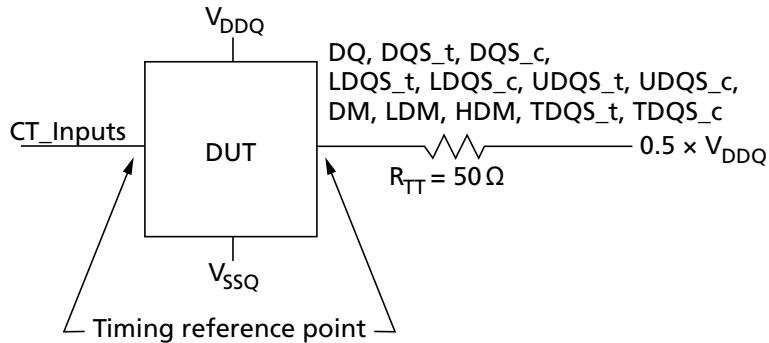 V_DDQ
DQ, DQS_t, DQS_c,
LDQS_t, LDQS_c, UDQS_t, UDQS_c,
DM, LDM, HDM, TDQS_t, TDQS_c
CT_Inputs
DUT
0.5 × V_DDQ
R_TT = 50 Ω
V_SSQ
Timing reference point